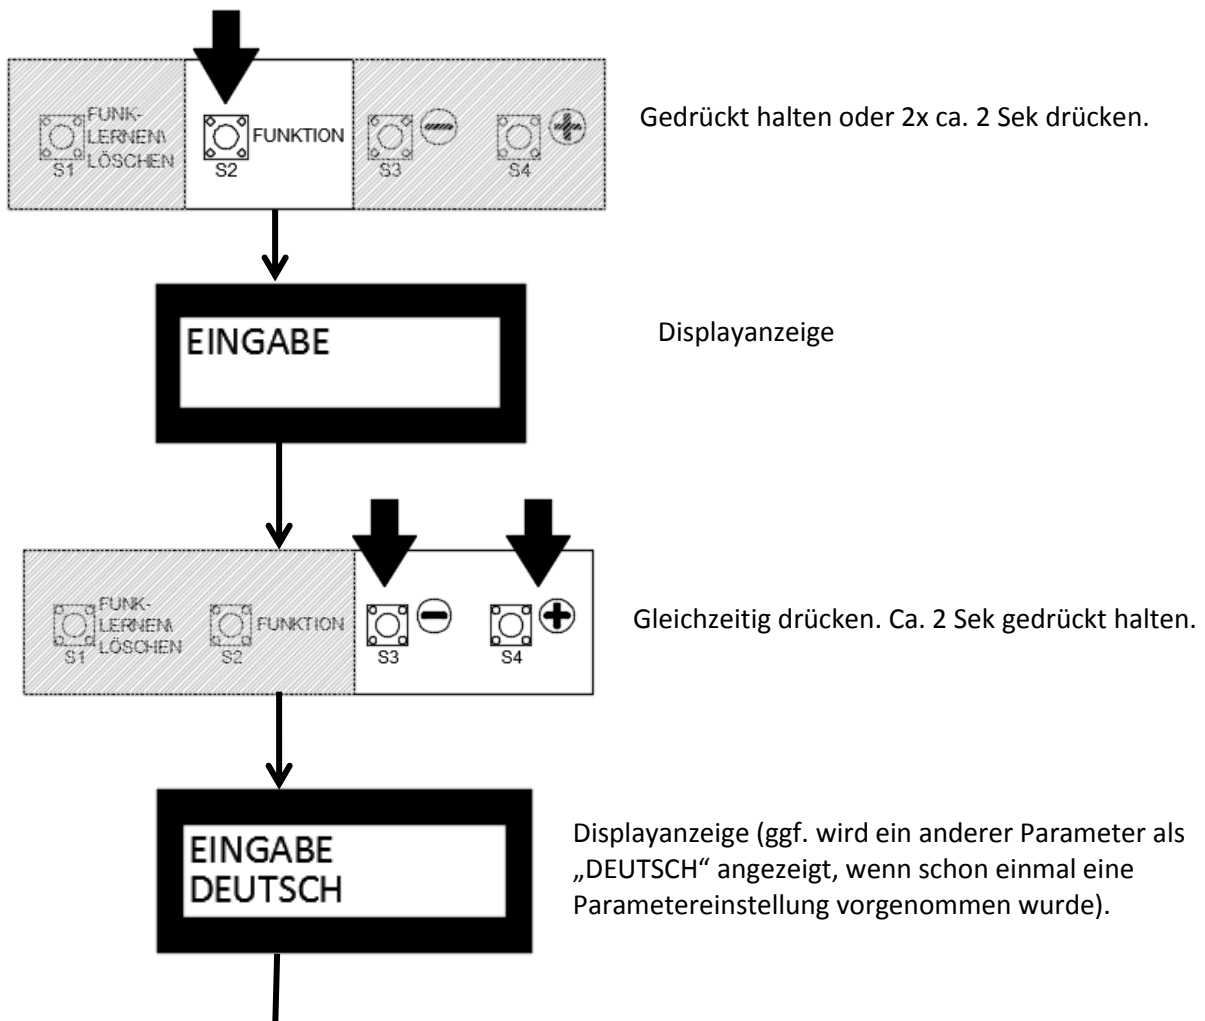 FUNK-
LERNEN\
LÖSCHEN
S1
FUNKTION
S2
S3
S4
Gedrückt halten oder 2x ca. 2 Sek drücken.
EINGABE
Displayanzeige
FUNK-
LERNEN\
LÖSCHEN
S1
FUNKTION
S2
S3
S4
Gleichzeitig drücken. Ca. 2 Sek gedrückt halten.
EINGABE
DEUTSCH
Displayanzeige (ggf. wird ein anderer Parameter als
„DEUTSCH“ angezeigt, wenn schon einmal eine
Parametereinstellung vorgenommen wurde).